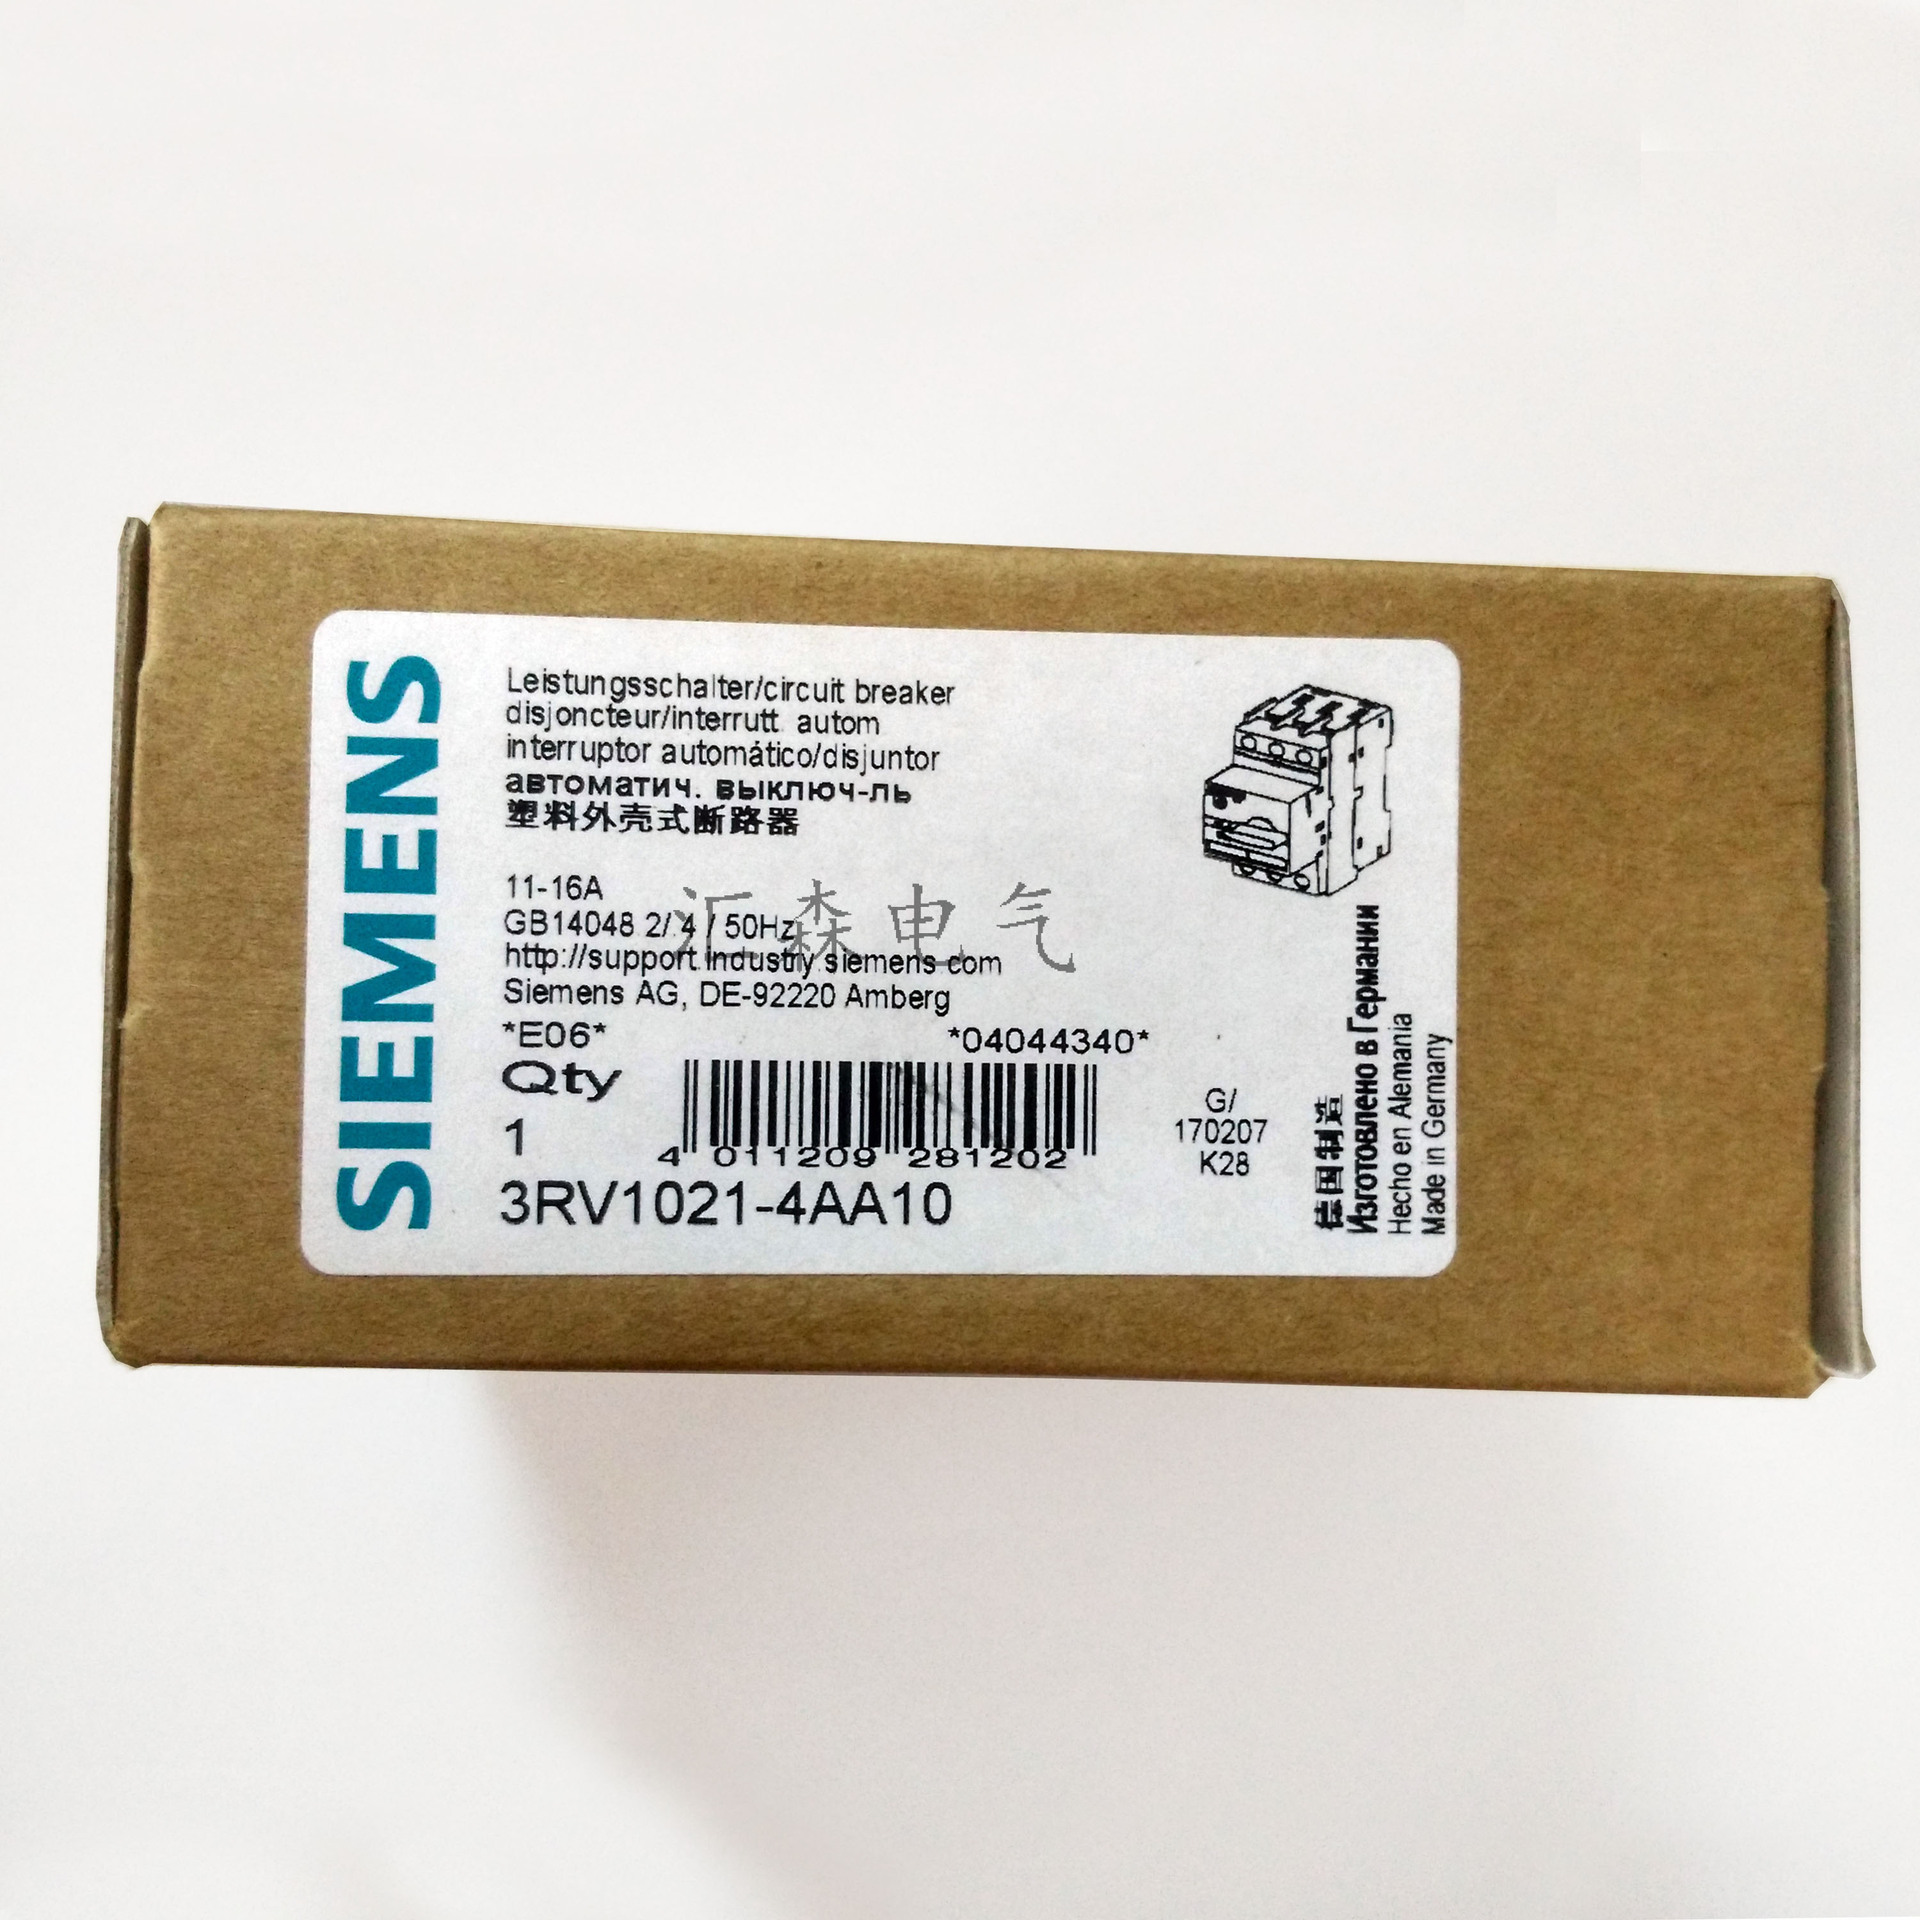 SIEMENS
Leistungsschalter/circuit breaker
disjoncteur/interrutt. autom
interruptor automático/disjuntor
автоматич. выключ-ль
塑料外壳式断路器
11-16A
GB14048 2/ 4 / 50Hz
http://support.industry.siemens.com
Siemens AG, DE-92220 Amberg
*E06* *04044340*
Qty
1
4 011209 281202
3RV1021-4AA10
G/
170207
K28
德国制造
Изготовлено в Германии
Hecho en Alemania
Made in Germany
汇森电气